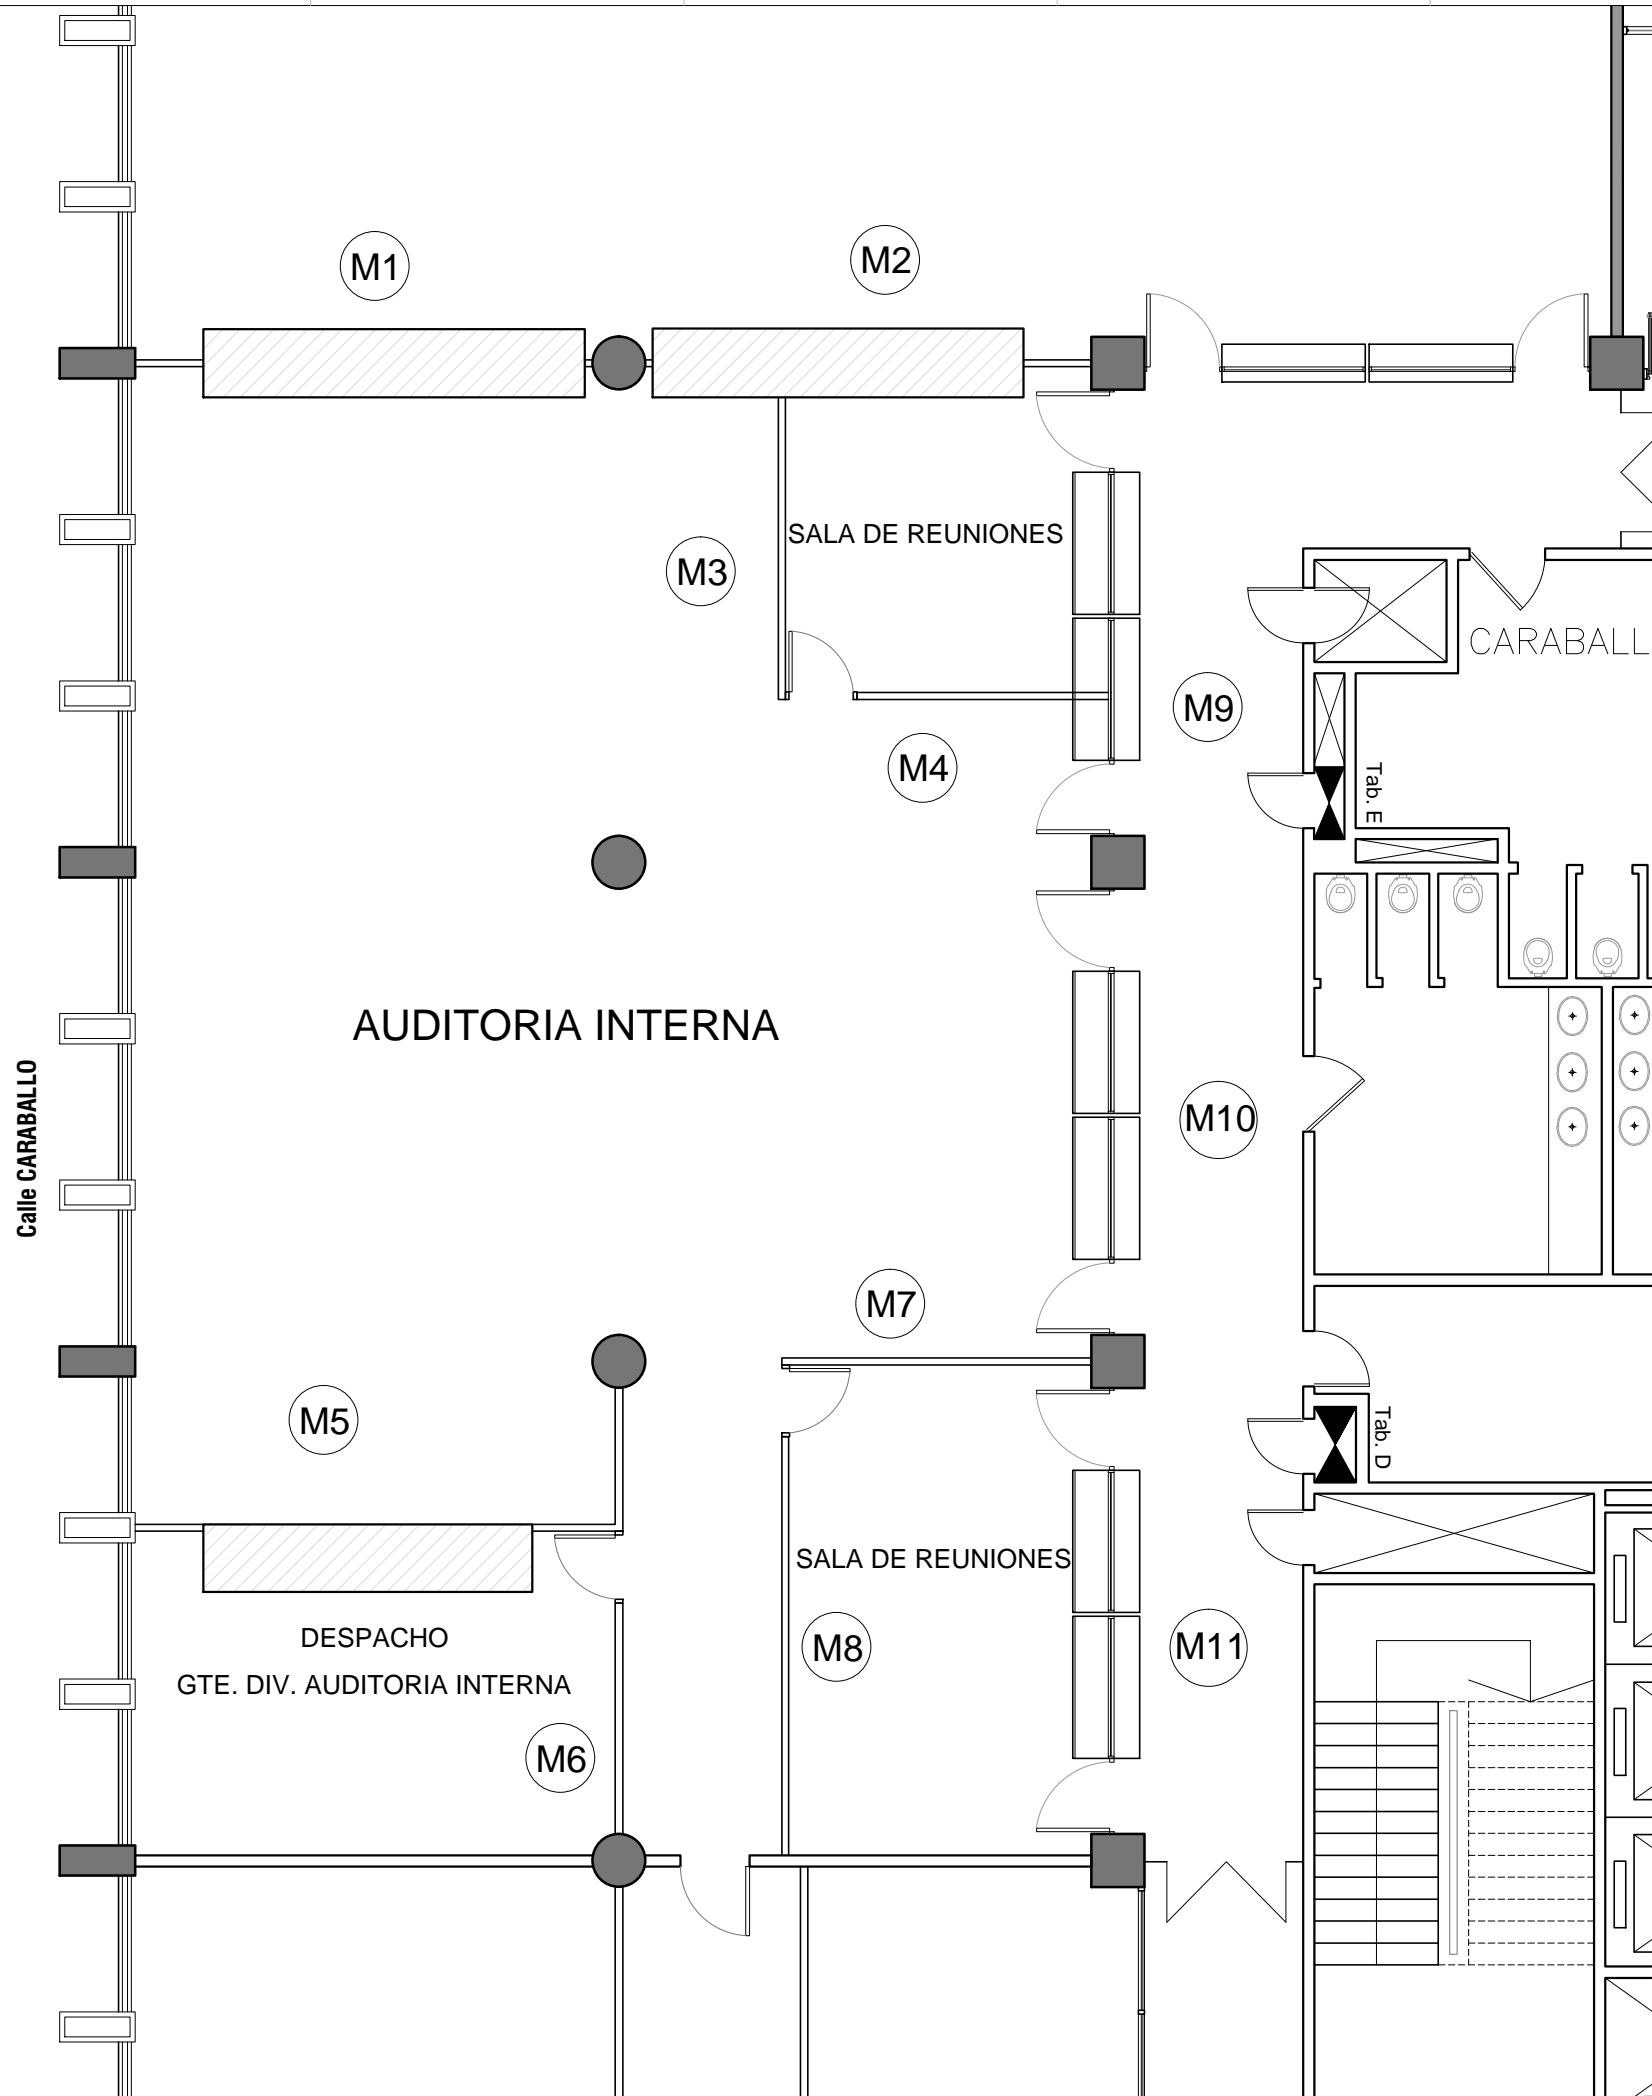 M1
M2
SALA DE REUNIONES
M3
CARABALL
M9
M4
Tab. E
AUDITORIA INTERNA
Calle CARABALLO
M10
M7
M5
Tab. D
SALA DE REUNIONES
DESPACHO
GTE. DIV. AUDITORIA INTERNA
M8
M11
M6